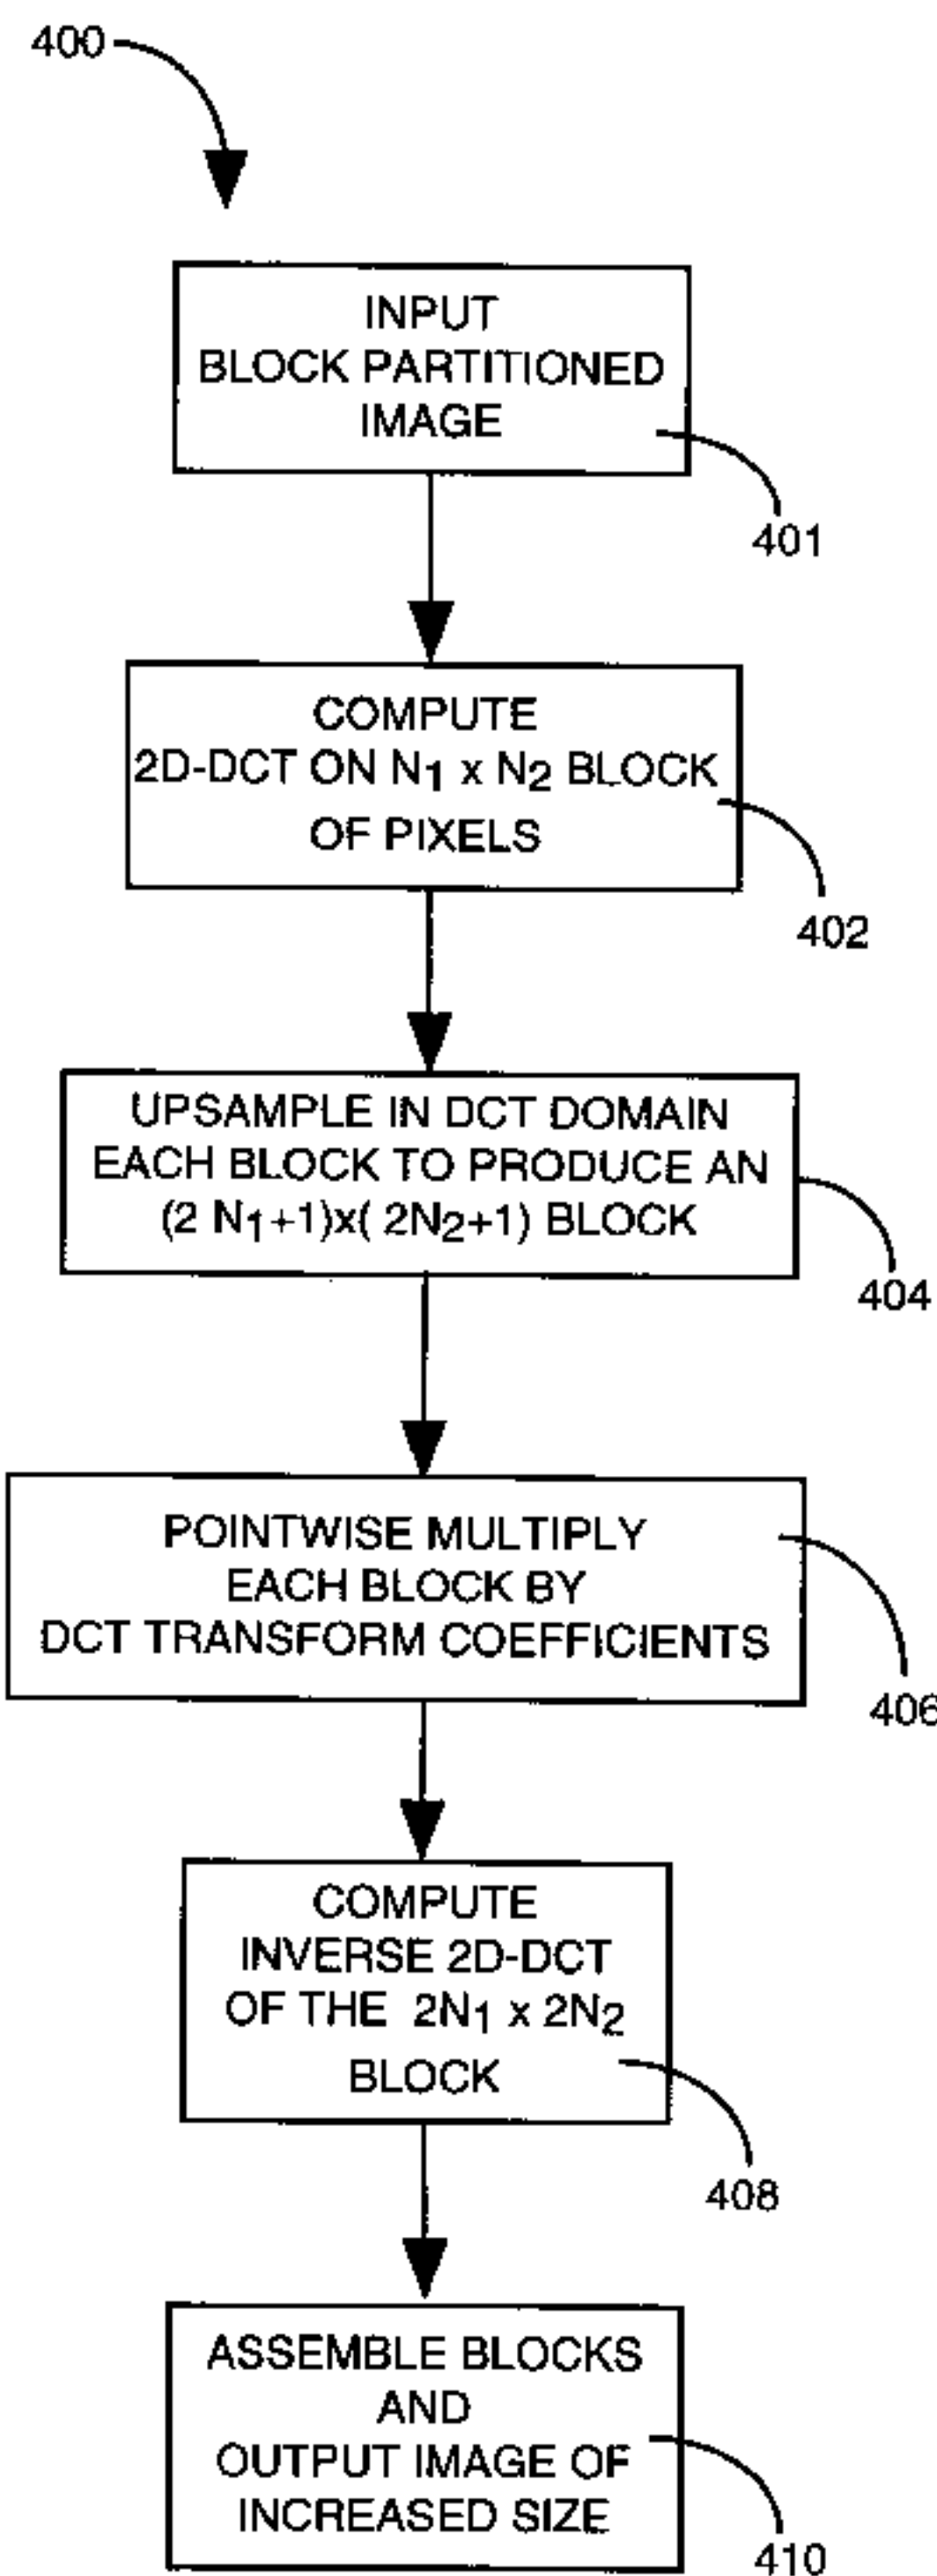 400
INPUT
BLOCK PARTITIONED
IMAGE
401
COMPUTE
2D-DCT ON N1 x N2 BLOCK
OF PIXELS
402
UPSAMPLE IN DCT DOMAIN
EACH BLOCK TO PRODUCE AN
(2 N1+1)x( 2N2+1) BLOCK
404
POINTWISE MULTIPLY
EACH BLOCK BY
DCT TRANSFORM COEFFICIENTS
406
COMPUTE
INVERSE 2D-DCT
OF THE 2N1 x 2N2
BLOCK
408
ASSEMBLE BLOCKS
AND
OUTPUT IMAGE OF
INCREASED SIZE
410